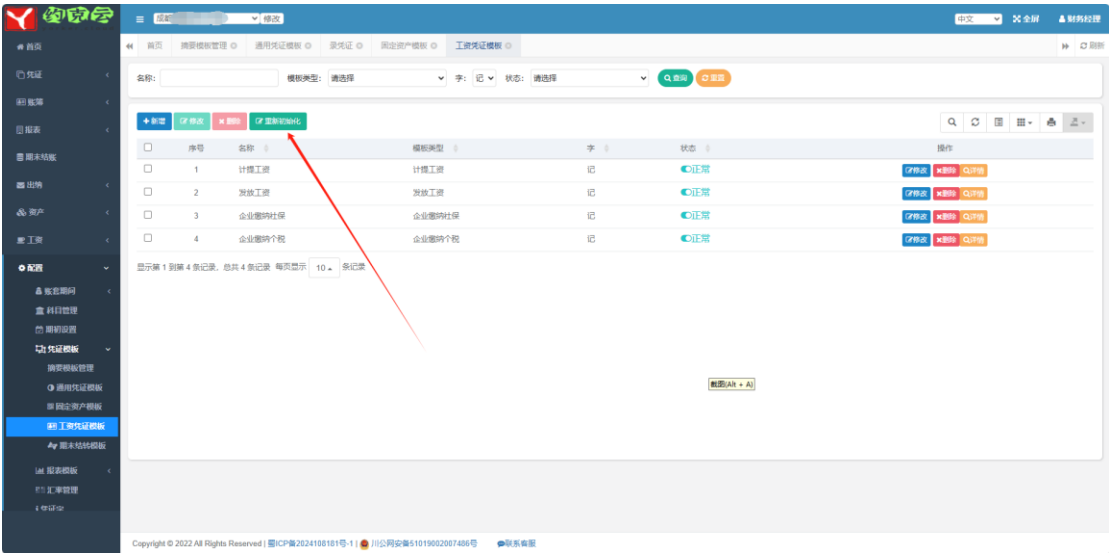 修改
中文
全屏
财务经理
首页
摘要模板管理
通用凭证模板
录凭证
固定资产模板
工资凭证模板
刷新
首页
凭证
账簿
报表
期末结账
出纳
资产
工资
配置
账套期间
科目管理
期初设置
凭证模板
摘要模板管理
通用凭证模板
固定资产模板
工资凭证模板
期末结转模板
报表模板
汇率管理
凭证字
名称:
模板类型: 请选择
字: 记
状态: 请选择
查询
重置
新增
修改
删除
重新初始化
序号 名称 模板类型 字 状态 操作
1 计提工资 计提工资 记 正常 修改 删除 详情
2 发放工资 发放工资 记 正常 修改 删除 详情
3 企业缴纳社保 企业缴纳社保 记 正常 修改 删除 详情
4 企业缴纳个税 企业缴纳个税 记 正常 修改 删除 详情
显示第 1 到第 4 条记录，总共 4 条记录 每页显示 10 条记录
截图(Alt + A)
Copyright © 2022 All Rights Reserved | 蜀ICP备2024108181号-1 | 川公网安备51019002007486号 联系客服